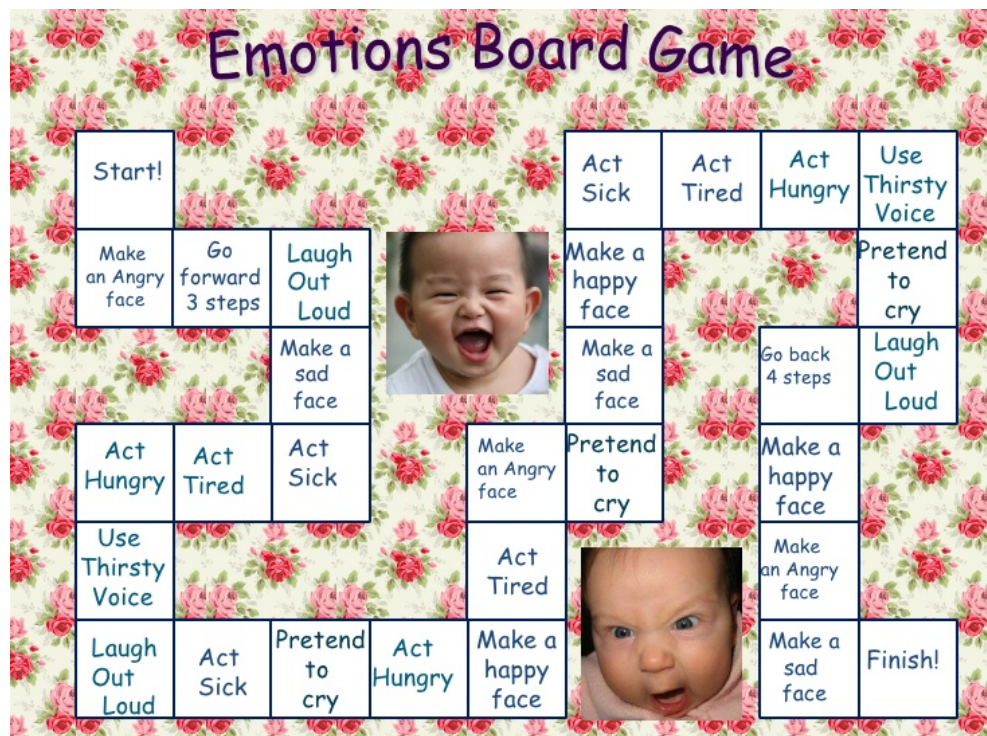 Emotions Board Game
Start!
Act
Sick
Act
Tired
Act
Hungry
Use
Thirsty
Voice
Make
an Angry
face
Go
forward
3 steps
Laugh
Out
Loud
Make a
happy
face
Pretend
to
cry
Make a
sad
face
Make a
sad
face
Go back
4 steps
Laugh
Out
Loud
Act
Hungry
Act
Tired
Act
Sick
Make
an Angry
face
Pretend
to
cry
Make a
happy
face
Use
Thirsty
Voice
Act
Tired
Make
an Angry
face
Laugh
Out
Loud
Act
Sick
Pretend
to
cry
Act
Hungry
Make a
happy
face
Make a
sad
face
Finish!